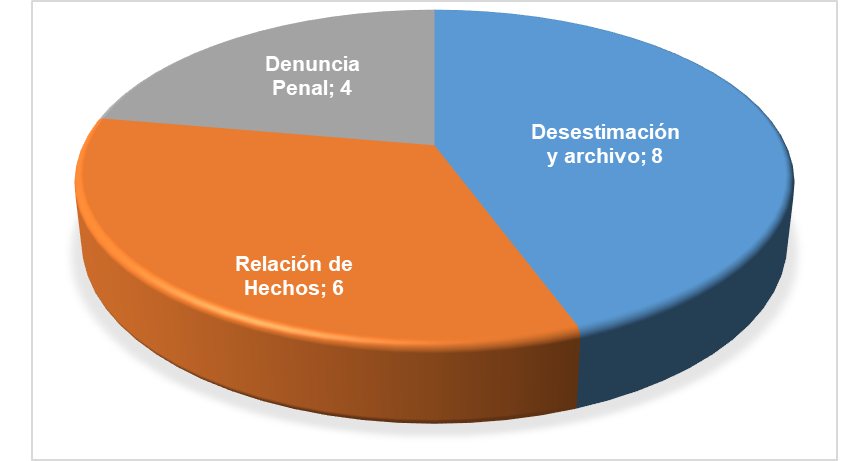 Denuncia
Penal; 4
Desestimación
y archivo; 8
Relación de
Hechos; 6